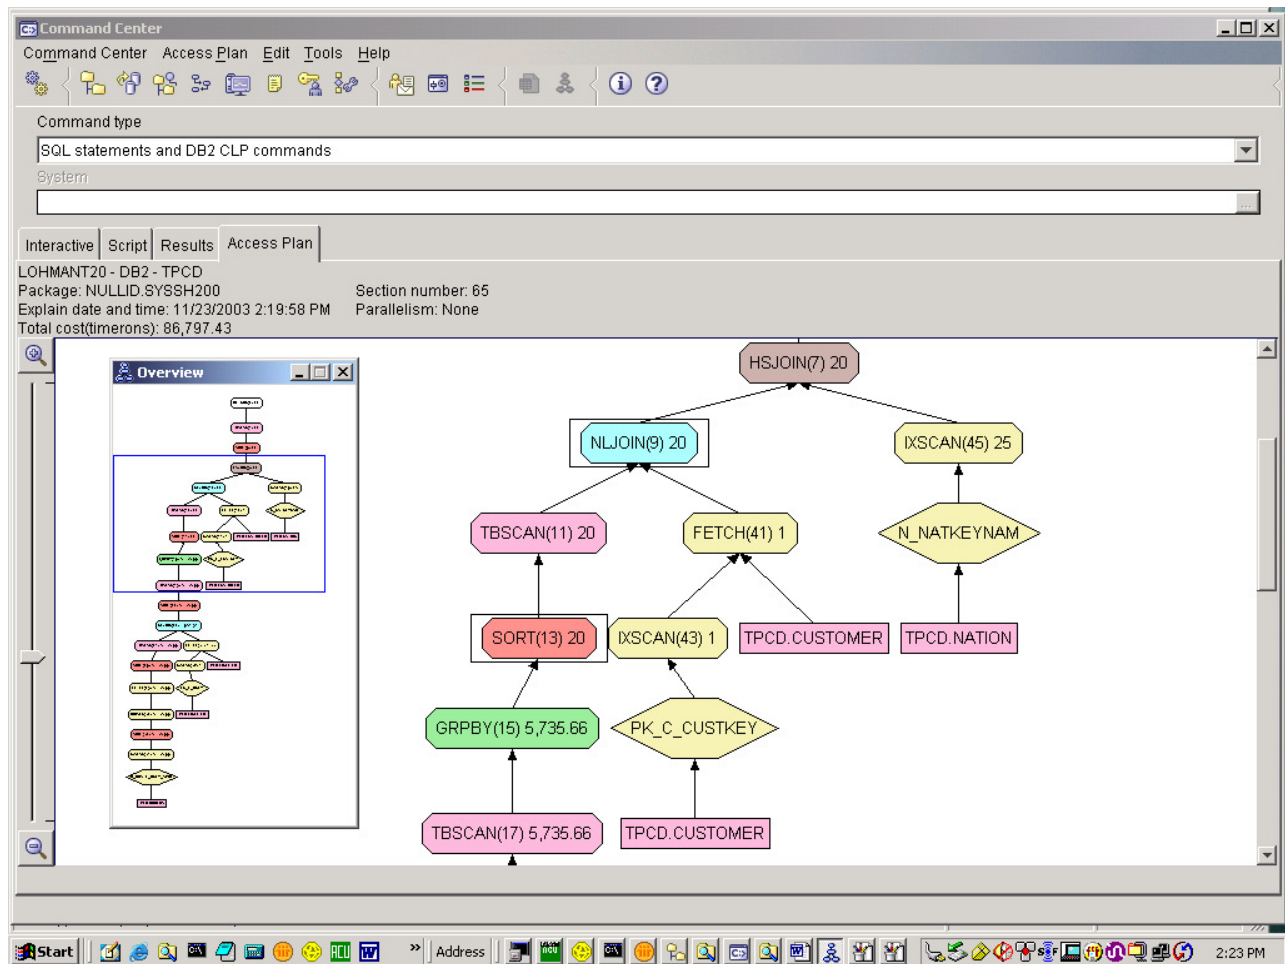 Command Center
Command Center Access Plan Edit Tools Help
Command type
SQL statements and DB2 CLP commands
System
...
Interactive Script Results Access Plan
LOHMANT20 - DB2 - TPCD
Package: NULLID.SYSSH200 Section number: 65
Explain date and time: 11/23/2003 2:19:58 PM Parallelism: None
Total cost(timerons): 86,797.43
Overview
HSJOIN(7) 20
NLJOIN(9) 20
IXSCAN(45) 25
TBSCAN(11) 20
FETCH(41) 1
N_NATKEYNAM
SORT(13) 20
IXSCAN(43) 1
TPCD.CUSTOMER
TPCD.NATION
GRPBY(15) 5,735.66
PK_C_CUSTKEY
TBSCAN(17) 5,735.66
TPCD.CUSTOMER
Start
Address
2:23 PM